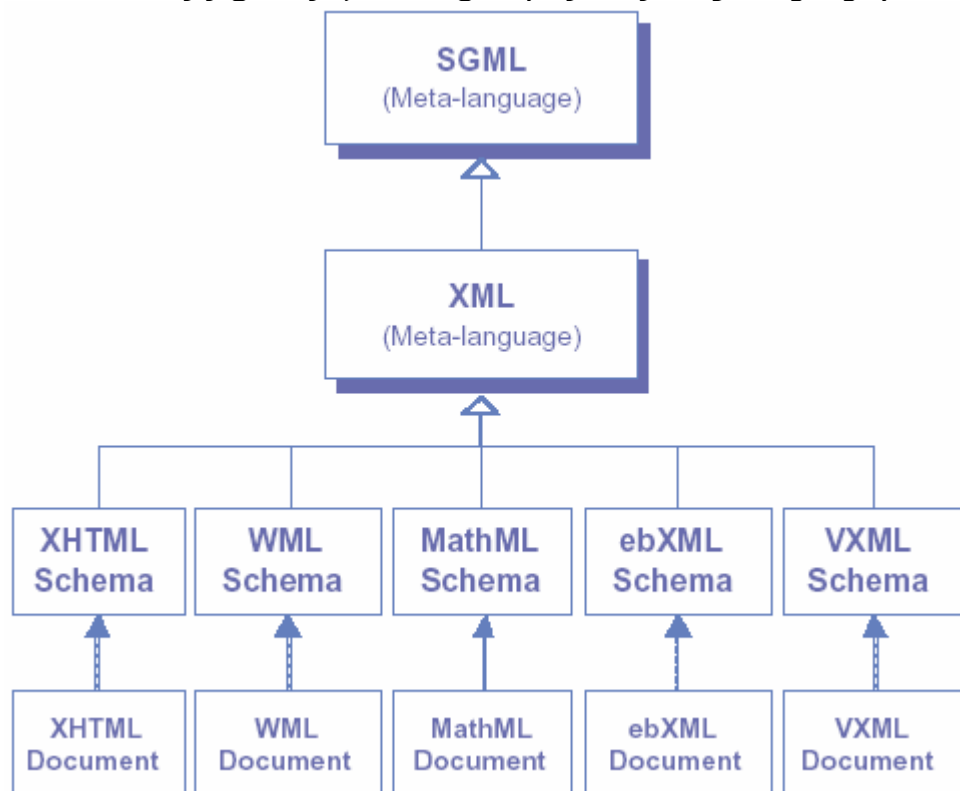 SGML
(Meta-language)
XML
(Meta-language)
XHTML
Schema
WML
Schema
MathML
Schema
ebXML
Schema
VXML
Schema
XHTML
Document
WML
Document
MathML
Document
ebXML
Document
VXML
Document